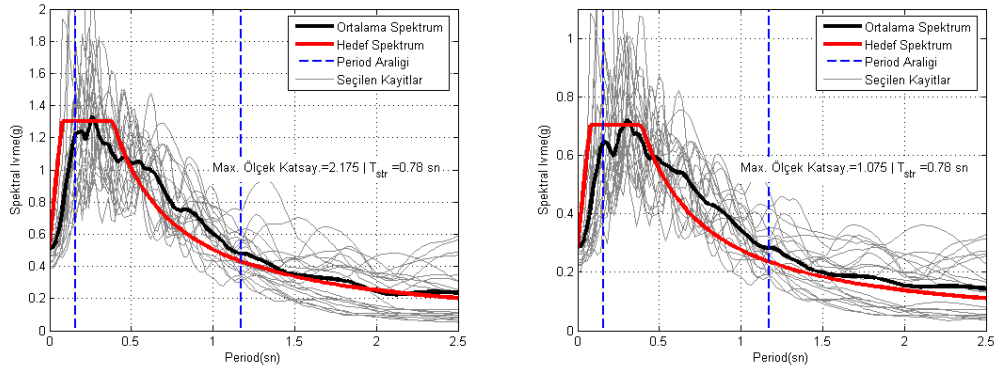 Spektral Ivme(g)
2
1.8
1.6
1.4
1.2
1
0.8
0.6
0.4
0.2
0
Ortalama Spektrum
Hedef Spektrum
Period Araligi
Seçilen Kayitlar
Max. Ölçek Katsay.=2.175 | Tstr =0.78 sn
0 0.5 1 1.5 2 2.5
Period(sn)
Spektral Ivme(g)
1
0.8
0.6
0.4
0.2
0
Ortalama Spektrum
Hedef Spektrum
Period Araligi
Seçilen Kayitlar
Max. Ölçek Katsay.=1.075 | Tstr =0.78 sn
0 0.5 1 1.5 2 2.5
Period(sn)